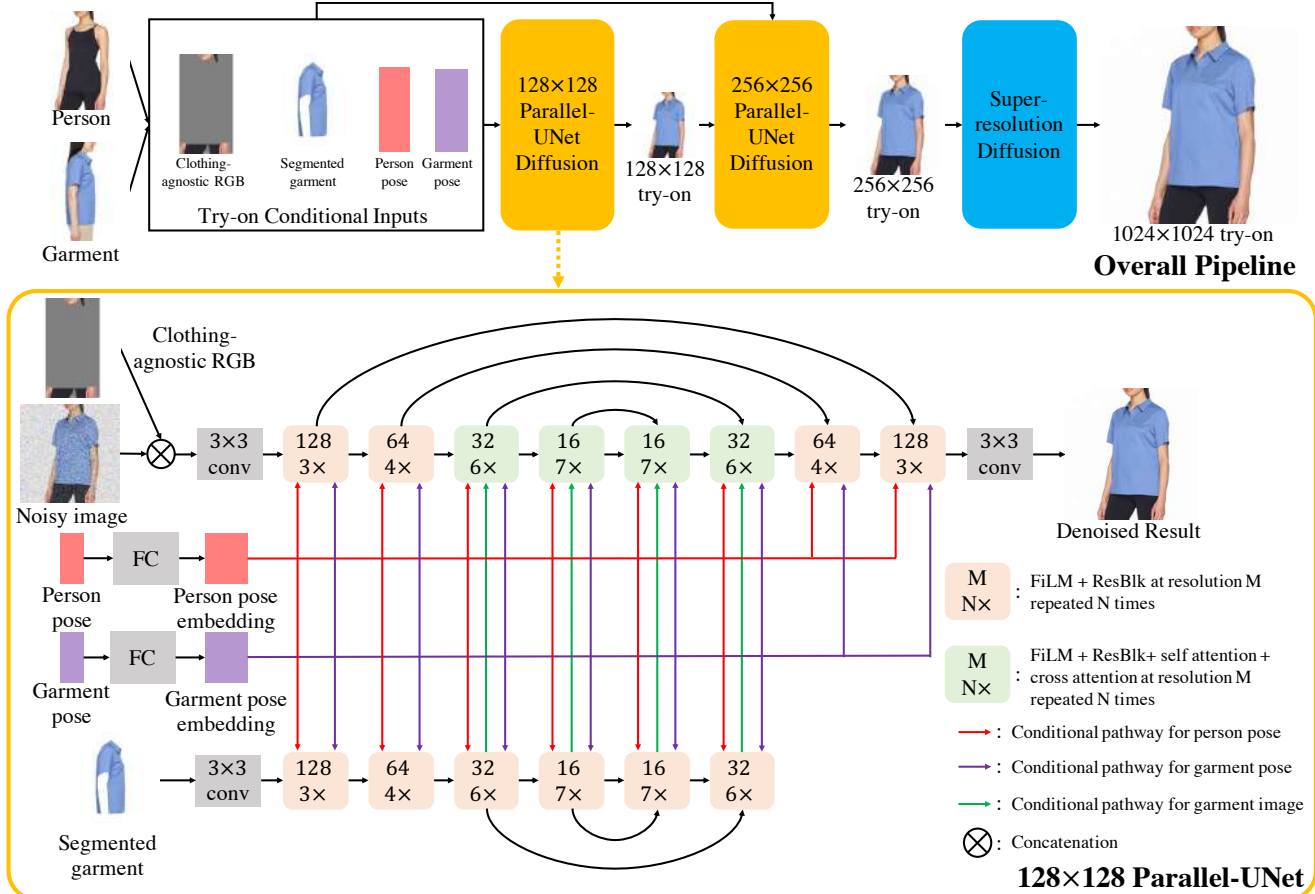 Person
Garment
Clothing-
agnostic RGB
Segmented
garment
Person
pose
Garment
pose
Try-on Conditional Inputs
128×128
Parallel-
UNet
Diffusion
128×128
try-on
256×256
Parallel-
UNet
Diffusion
256×256
try-on
Super-
resolution
Diffusion
1024×1024 try-on
Overall Pipeline
Clothing-
agnostic RGB
Noisy image
3×3
conv
128
3×
64
4×
32
6×
16
7×
16
7×
32
6×
64
4×
128
3×
3×3
conv
Denoised Result
Person
pose
FC
Person pose
embedding
Garment
pose
FC
Garment pose
embedding
Segmented
garment
3×3
conv
128
3×
64
4×
32
6×
16
7×
16
7×
32
6×
M
N×
: FiLM + ResBlk at resolution M
repeated N times
M
N×
: FiLM + ResBlk+ self attention +
cross attention at resolution M
repeated N times
: Conditional pathway for person pose
: Conditional pathway for garment pose
: Conditional pathway for garment image
: Concatenation
128×128 Parallel-UNet